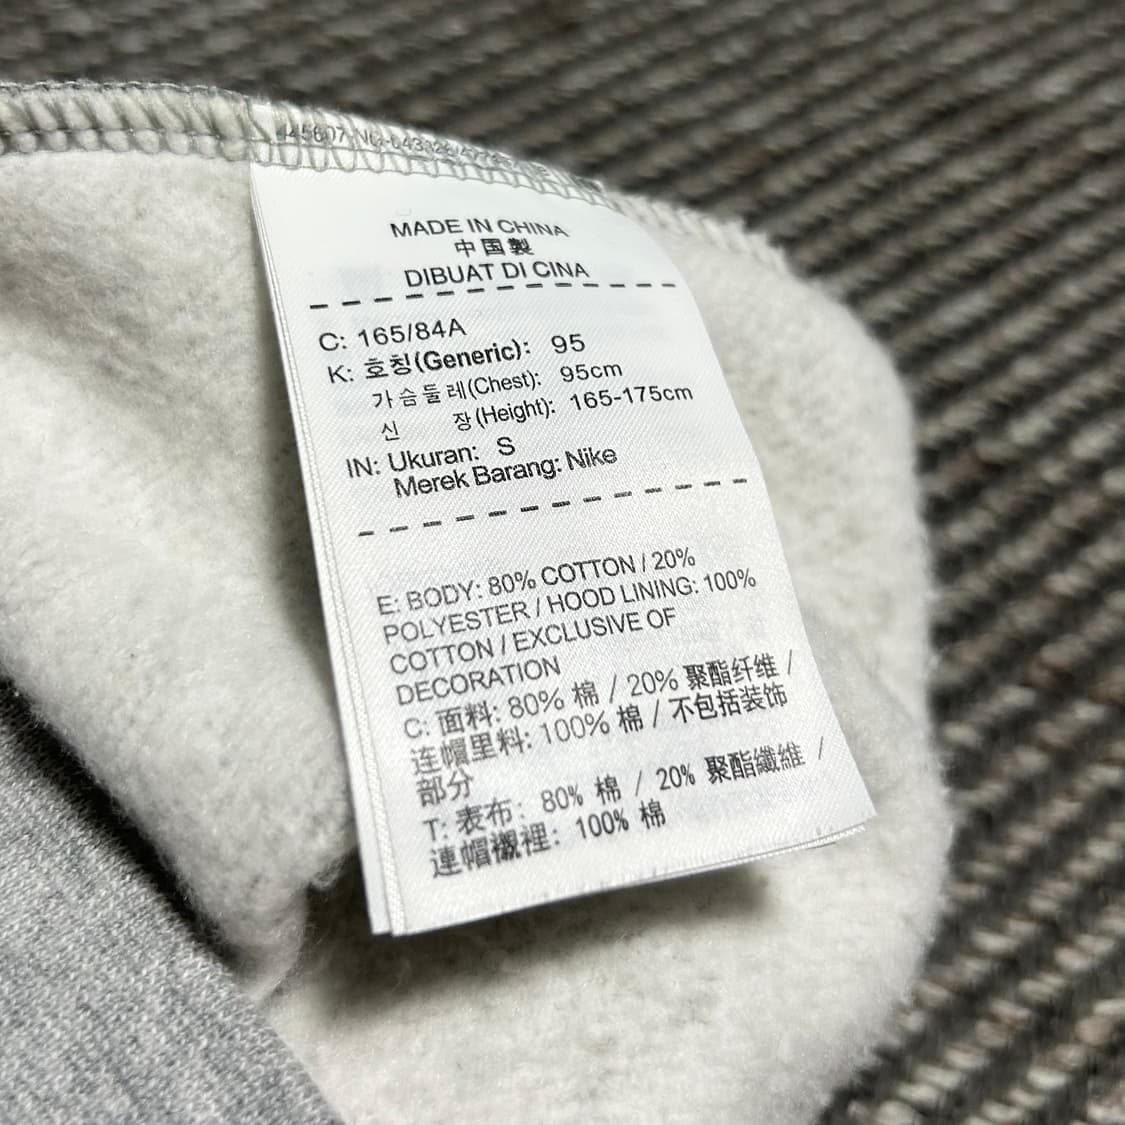 MADE IN CHINA
中国製
DIBUAT DI CINA
C: 165/84A
K: 호칭(Generic): 95
가슴둘레(Chest): 95cm
신 장(Height): 165-175cm
IN: Ukuran: S
Merek Barang: Nike
E: BODY: 80% COTTON / 20%
POLYESTER / HOOD LINING: 100%
COTTON / EXCLUSIVE OF
DECORATION
C: 面料: 80% 棉 / 20% 聚酯纤维 /
连帽里料: 100% 棉 / 不包括装饰
部分
T: 表布: 80% 棉 / 20% 聚酯纖維 /
連帽襯裡: 100% 棉